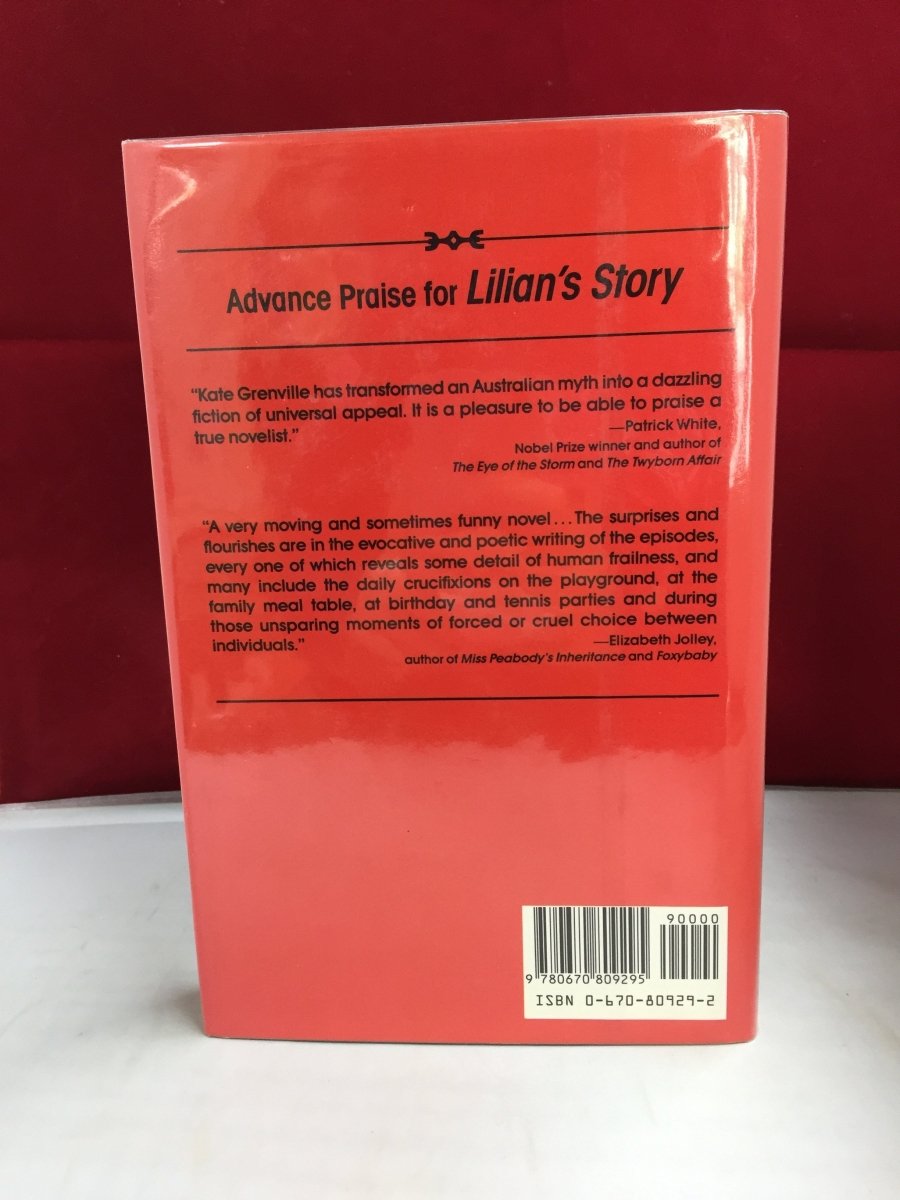 Advance Praise for Lilian's Story
“Kate Grenville has transformed an Australian myth into a dazzling
fiction of universal appeal. It is a pleasure to be able to praise a
true novelist.”
—Patrick White,
Nobel Prize winner and author of
The Eye of the Storm and The Twyborn Affair
“A very moving and sometimes funny novel...The surprises and
flourishes are in the evocative and poetic writing of the episodes,
every one of which reveals some detail of human frailness, and
many include the daily crucifixions on the playground, at the
family meal table, at birthday and tennis parties and during
those unsparing moments of forced or cruel choice between
individuals.”
—Elizabeth Jolley,
author of Miss Peabody's Inheritance and Foxybaby
90000
9 780670 809295
ISBN 0-670-80929-2